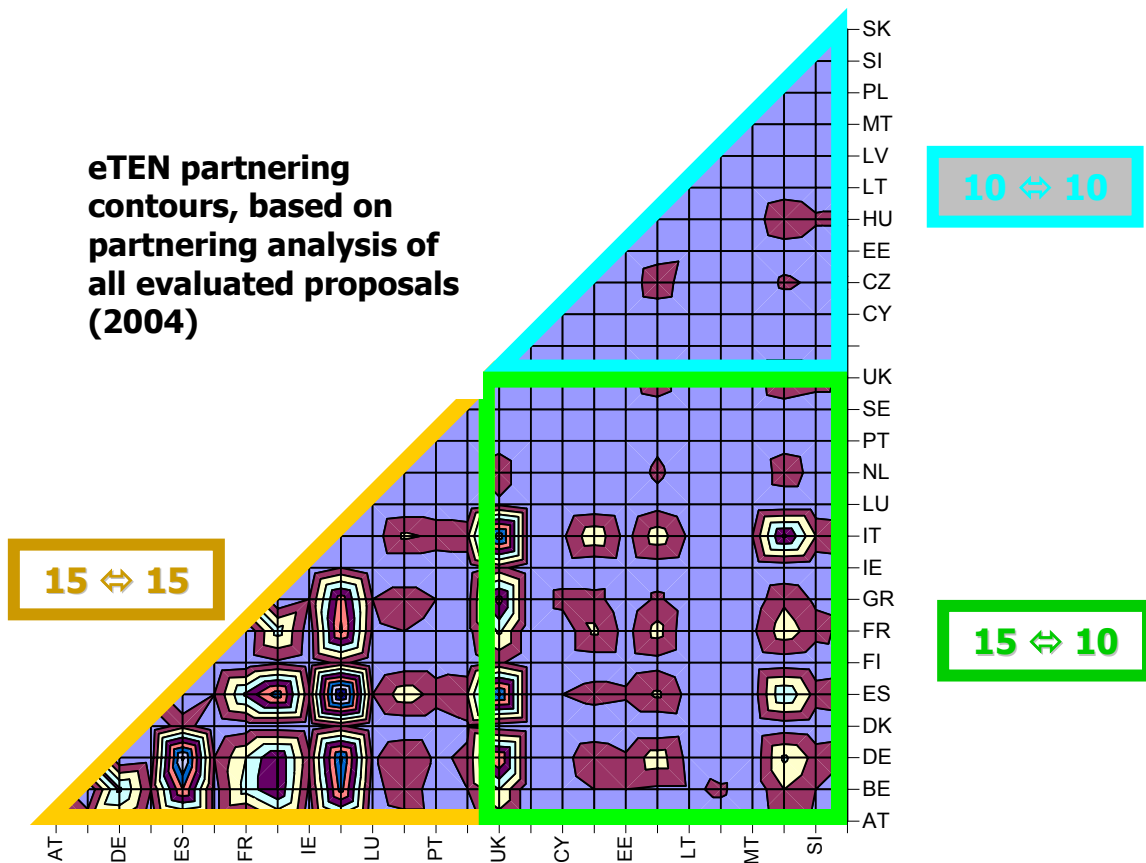 eTEN partnering
contours, based on
partnering analysis of
all evaluated proposals
(2004)
10 ⇔ 10
15 ⇔ 15
15 ⇔ 10
SK
SI
PL
MT
LV
LT
HU
EE
CZ
CY
UK
SE
PT
NL
LU
IT
IE
GR
FR
FI
ES
DK
DE
BE
AT
AT
DE
ES
FR
IE
LU
PT
UK
CY
EE
LT
MT
SI